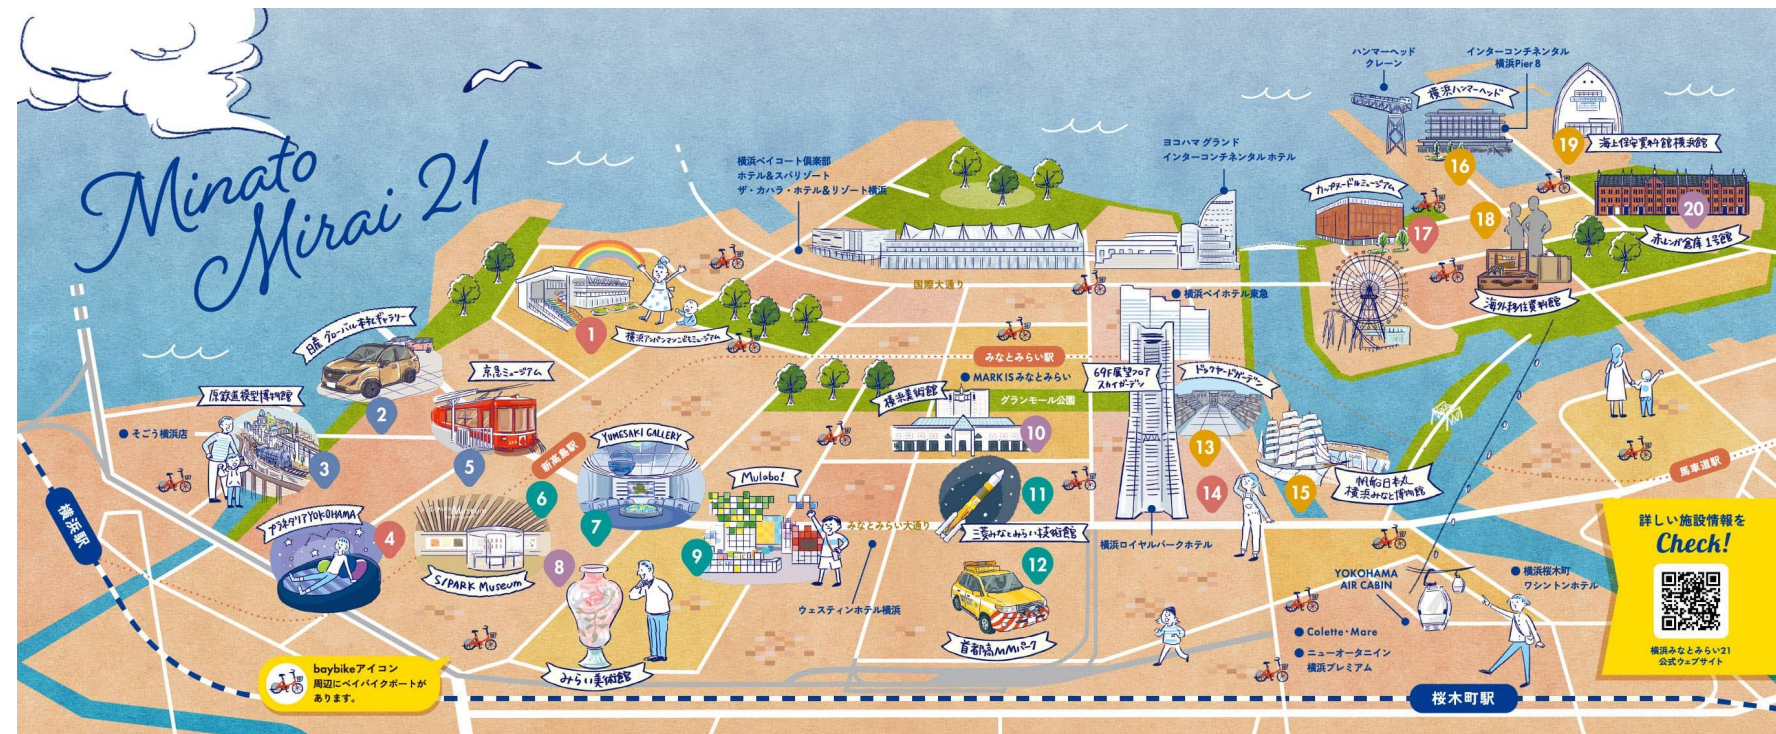 Minato
Mirai 21
ハンマーヘッド
クレーン
インターコンチネンタル
横浜Pier 8
横浜ハンマーヘッド
19
海上保安資料館横浜館
16
カップヌードルミュージアム
17
18
20
赤レンガ倉庫1号館
海外移住資料館
ヨコハマ グランド
インターコンチネンタル ホテル
横浜ベイコート倶楽部
ホテル&スパリゾート
ザ・カハラ・ホテル&リゾート横浜
国際大通り
横浜ベイホテル東急
1
横浜アンパンマンこどもミュージアム
日産 グローバル本社ギャラリー
2
京急ミュージアム
5
原鉄道模型博物館
3
そごう横浜店
新高島駅
みなとみらい駅
MARK IS みなとみらい
グランモール公園
横浜美術館
10
69F展望フロア
スカイガーデン
ドックヤードガーデン
13
14
15
帆船日本丸
横浜みなと博物館
馬車道駅
横浜駅
プラネタリアYOKOHAMA
4
6
S/PARK Museum
YUMESAKI GALLERY
7
8
みらい美術館
Mulabo!
9
みなとみらい大通り
ウェスティンホテル横浜
11
三菱みなとみらい技術館
12
首都高MMパーク
横浜ロイヤルパークホテル
YOKOHAMA
AIR CABIN
横浜桜木町
ワシントンホテル
Colette・Mare
ニューオータニイン
横浜プレミアム
桜木町駅
baybikeアイコン
周辺にベイバイクポートが
あります。
詳しい施設情報を
Check!
横浜みなとみらい21
公式ウェブサイト